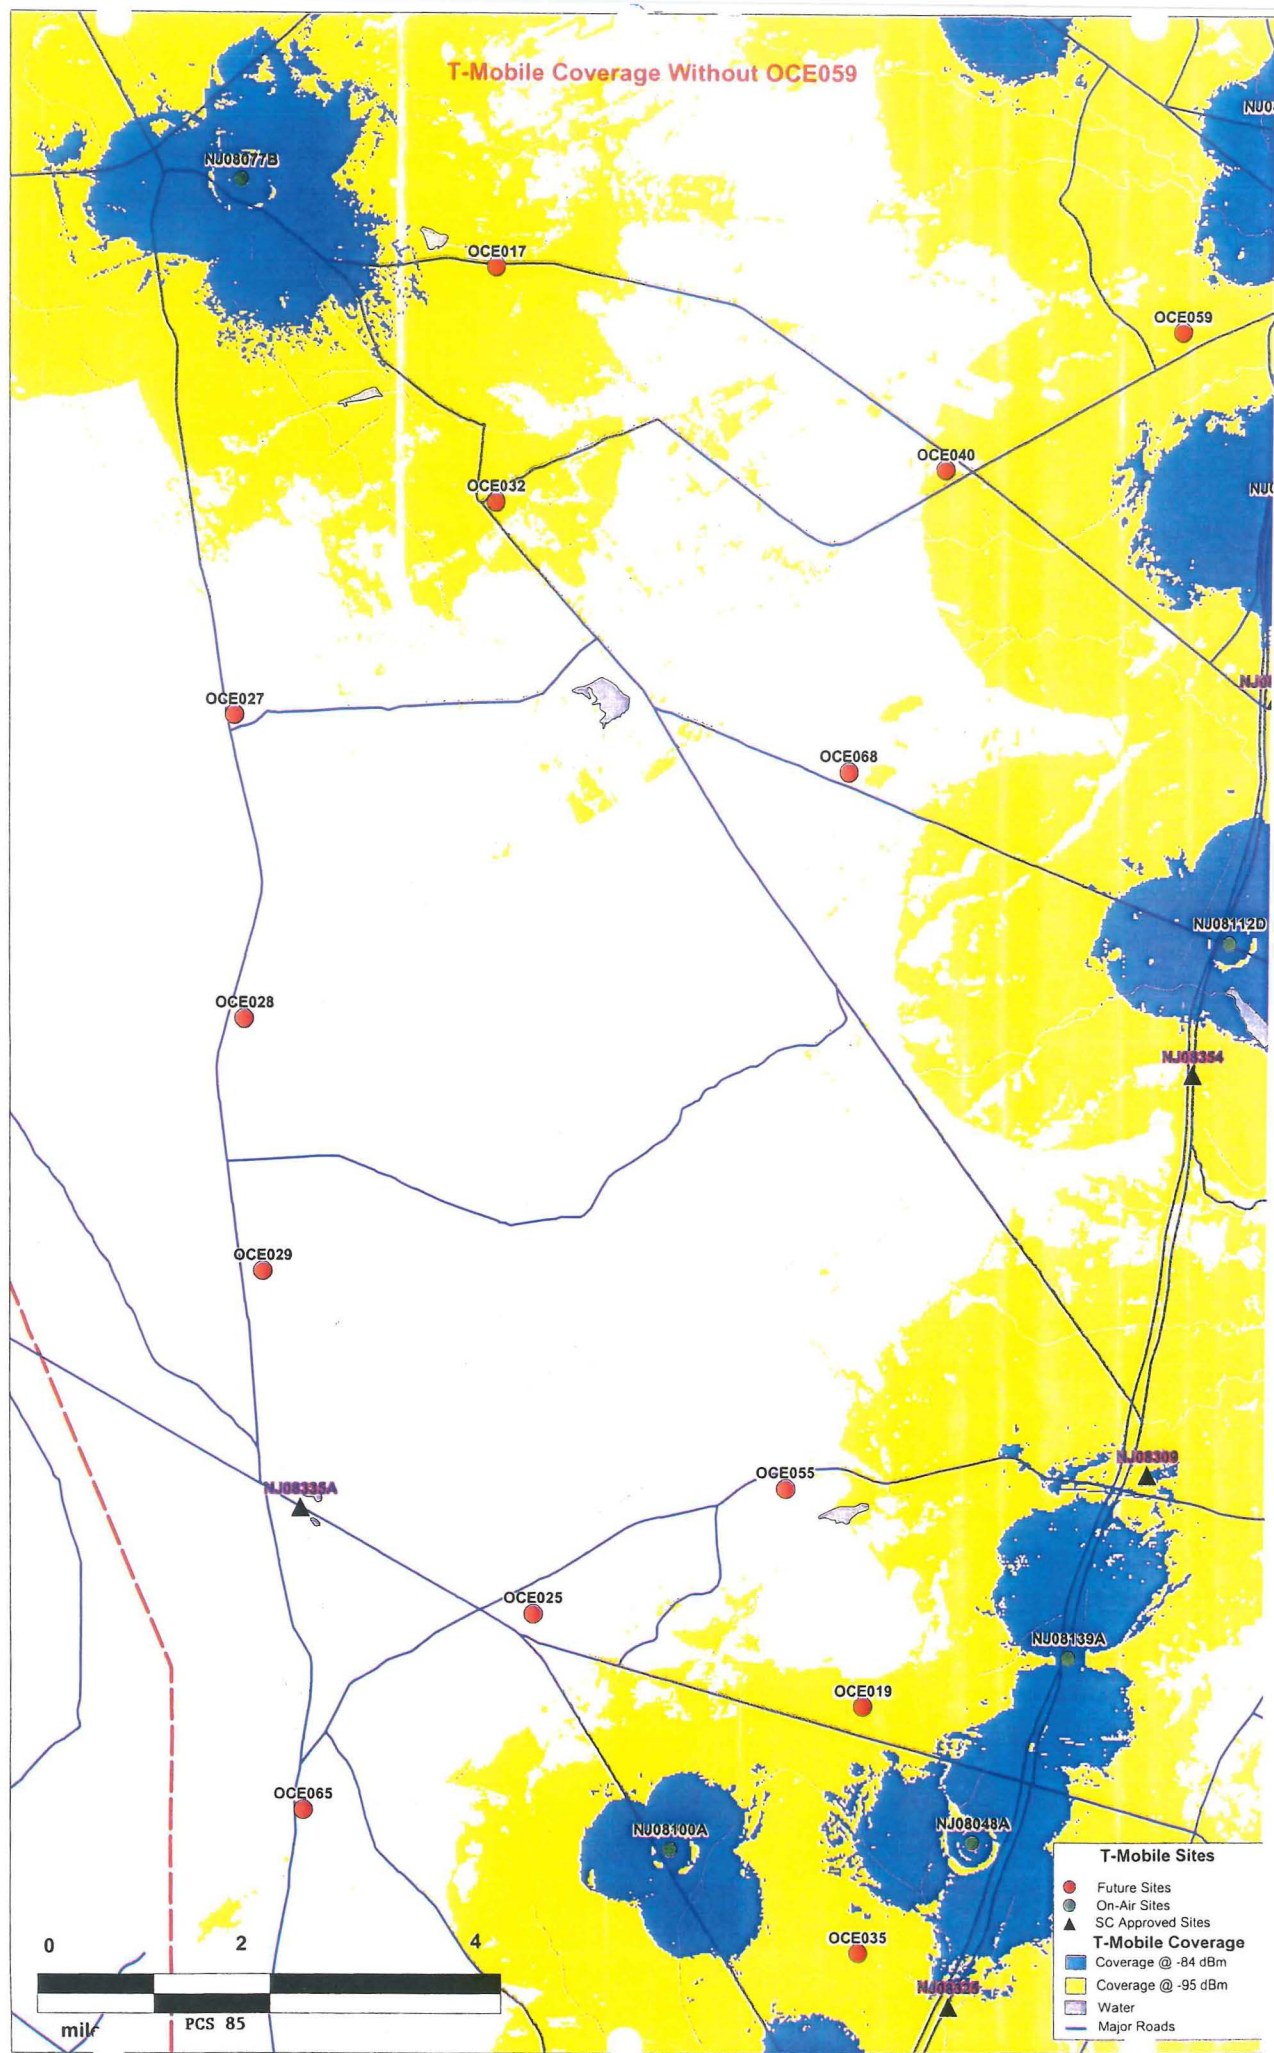 T-Mobile Coverage Without OCE059
NJ08077B
OCE017
OCE059
OCE040
OCE032
OCE027
OCE068
NJ08112D
OCE028
NJ08354
OCE029
NJ08309
OCE055
NJ08335A
OCE025
NJ08139A
OCE019
OCE065
NJ08100A
NJ08048A
OCE035
NJ08325
T-Mobile Sites
Future Sites
On-Air Sites
SC Approved Sites
T-Mobile Coverage
Coverage @ -84 dBm
Coverage @ -95 dBm
Water
Major Roads
0 2 4
PCS 85